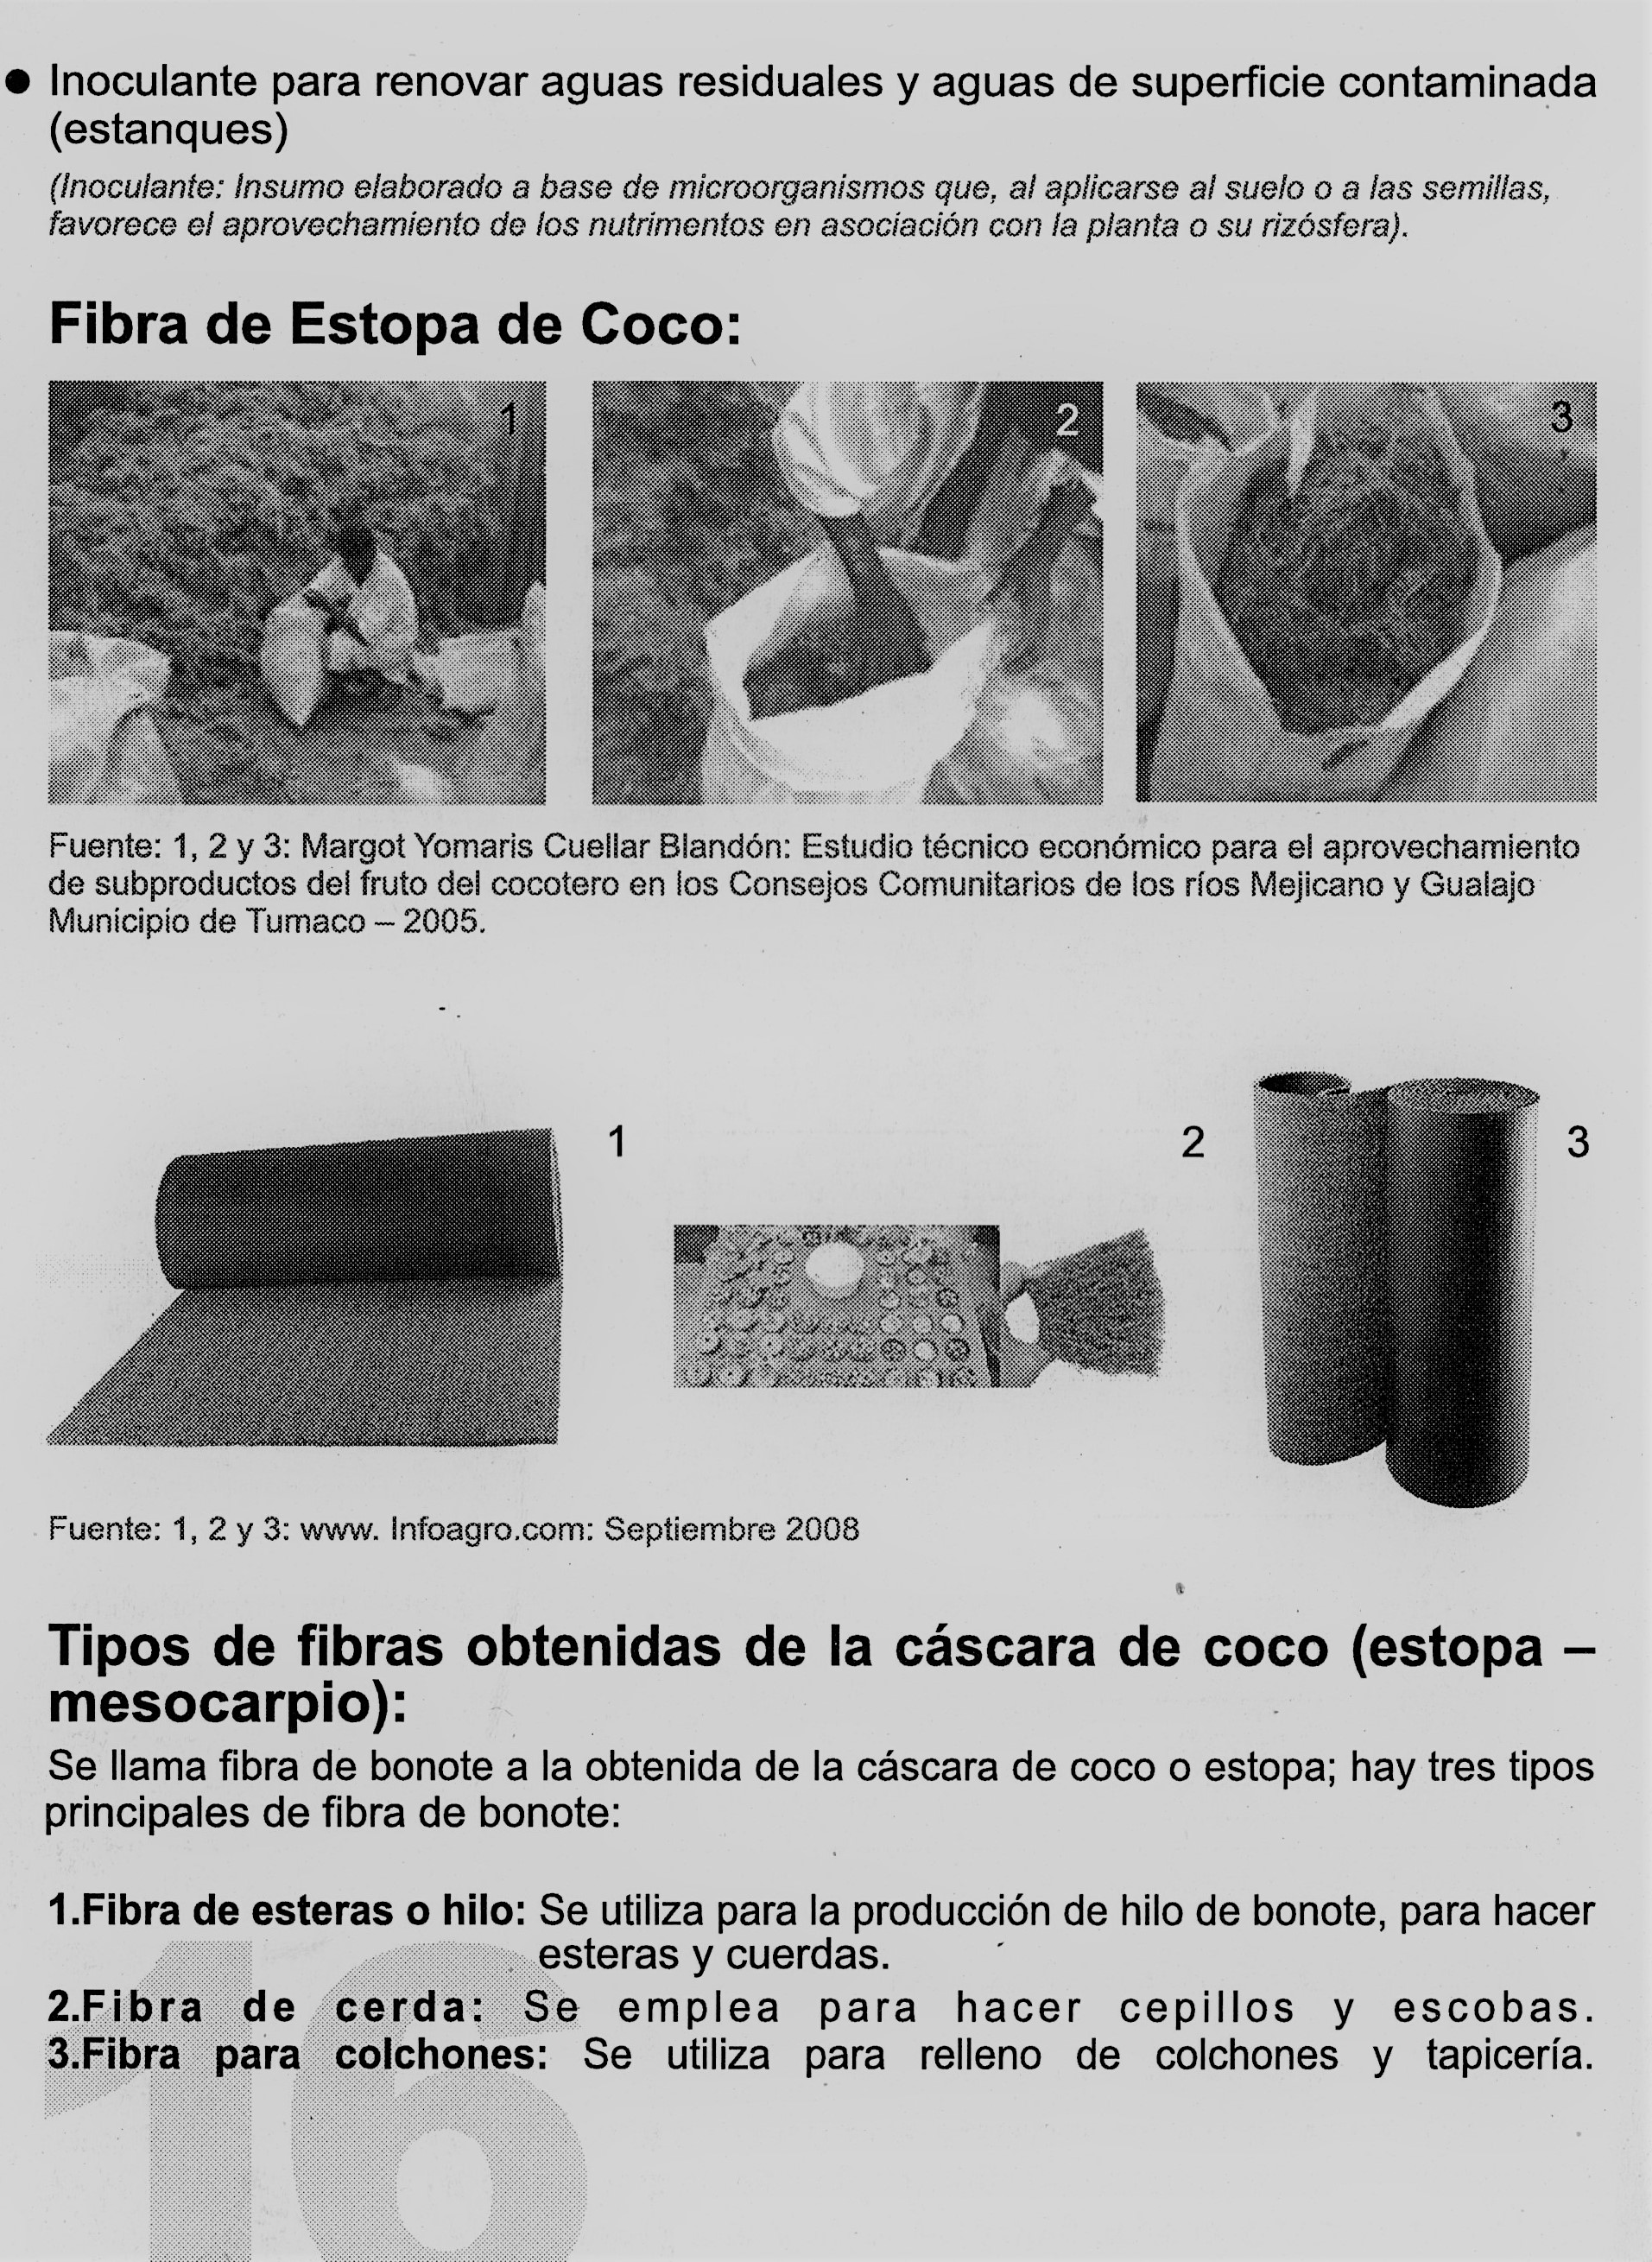 ● Inoculante para renovar aguas residuales y aguas de superficie contaminada
(estanques)
(Inoculante: Insumo elaborado a base de microorganismos que, al aplicarse al suelo o a las semillas,
favorece el aprovechamiento de los nutrimentos en asociación con la planta o su rizósfera).
Fibra de Estopa de Coco:
1
2
3
Fuente: 1, 2 y 3: Margot Yomaris Cuellar Blandón: Estudio técnico económico para el aprovechamiento
de subproductos del fruto del cocotero en los Consejos Comunitarios de los ríos Mejicano y Gualajo
Municipio de Tumaco – 2005.
1
2
3
Fuente: 1, 2 y 3: www. Infoagro.com: Septiembre 2008
Tipos de fibras obtenidas de la cáscara de coco (estopa –
mesocarpio):
Se llama fibra de bonote a la obtenida de la cáscara de coco o estopa; hay tres tipos
principales de fibra de bonote:
1.Fibra de esteras o hilo: Se utiliza para la producción de hilo de bonote, para hacer
esteras y cuerdas.
2.Fibra de cerda: Se emplea para hacer cepillos y escobas.
3.Fibra para colchones: Se utiliza para relleno de colchones y tapicería.
16